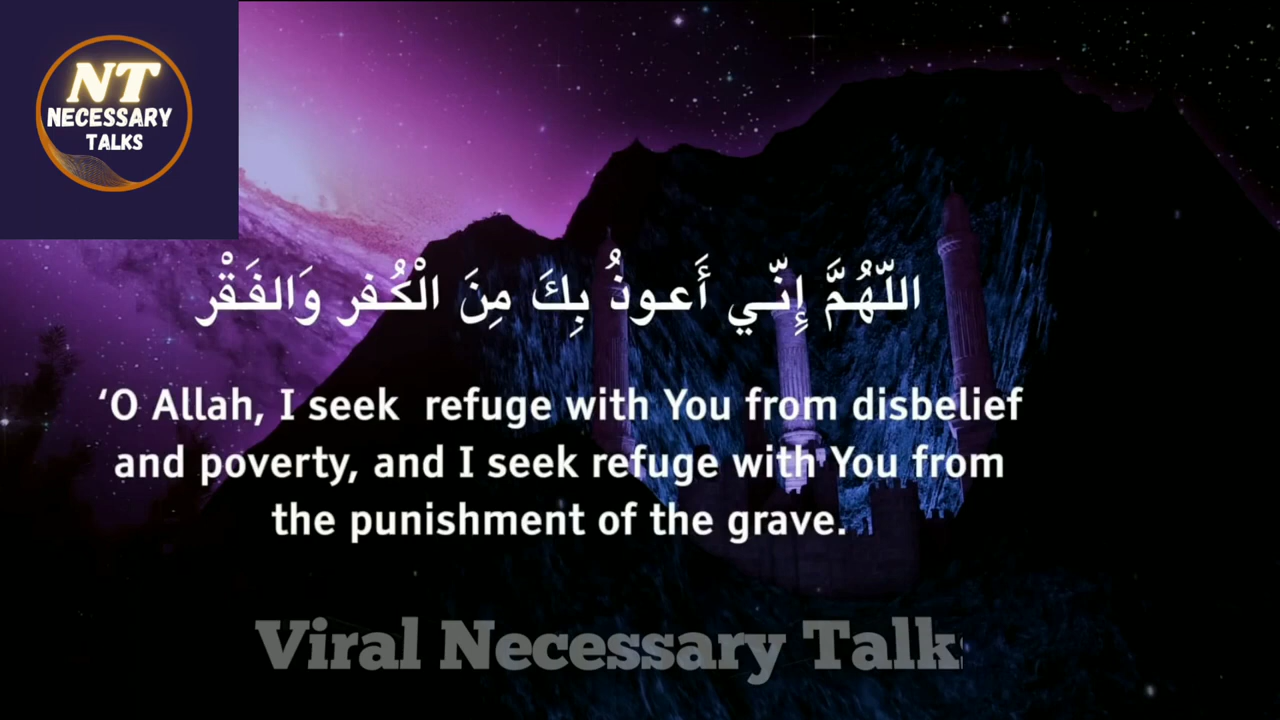 NT
NECESSARY
TALKS
اللّهُمَّ إِنّي أَعوذُ بِكَ مِنَ الْكُفر وَالفَقْر
‘O Allah, I seek refuge with You from disbelief
and poverty, and I seek refuge with You from
the punishment of the grave.
Viral Necessary Talks